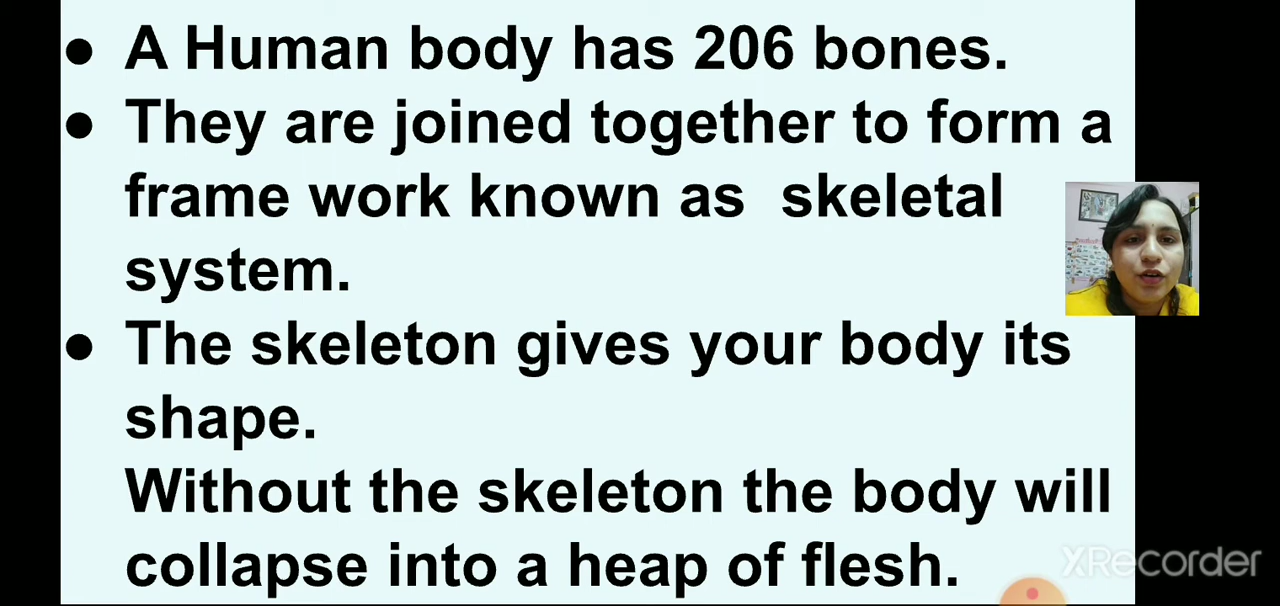 ● A Human body has 206 bones.
● They are joined together to form a
frame work known as skeletal
system.
● The skeleton gives your body its
shape.
Without the skeleton the body will
collapse into a heap of flesh.
XRecorder